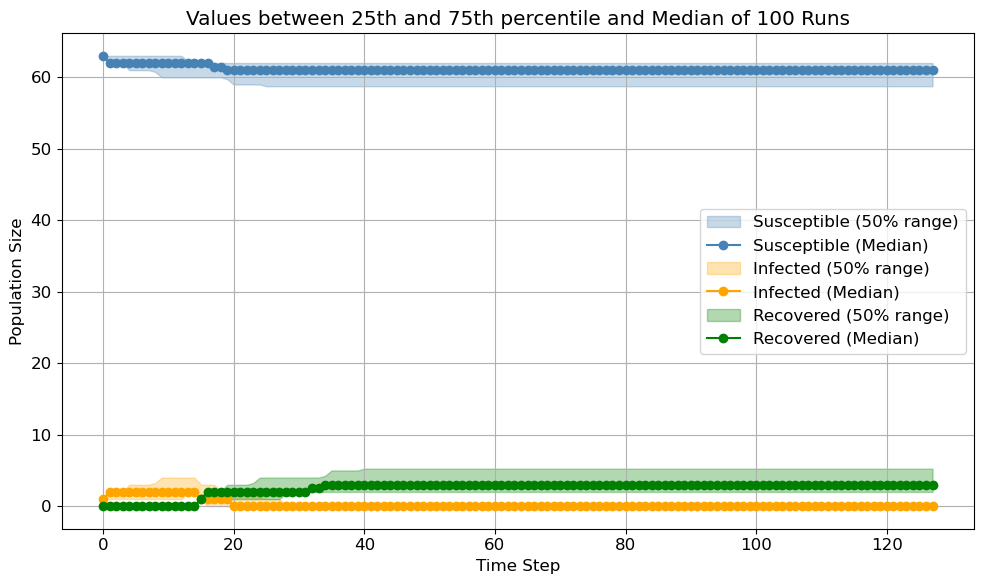 Values between 25th and 75th percentile and Median of 100 Runs
Population Size
60
50
40
30
20
10
0
Susceptible (50% range)
Susceptible (Median)
Infected (50% range)
Infected (Median)
Recovered (50% range)
Recovered (Median)
0 20 40 60 80 100 120
Time Step